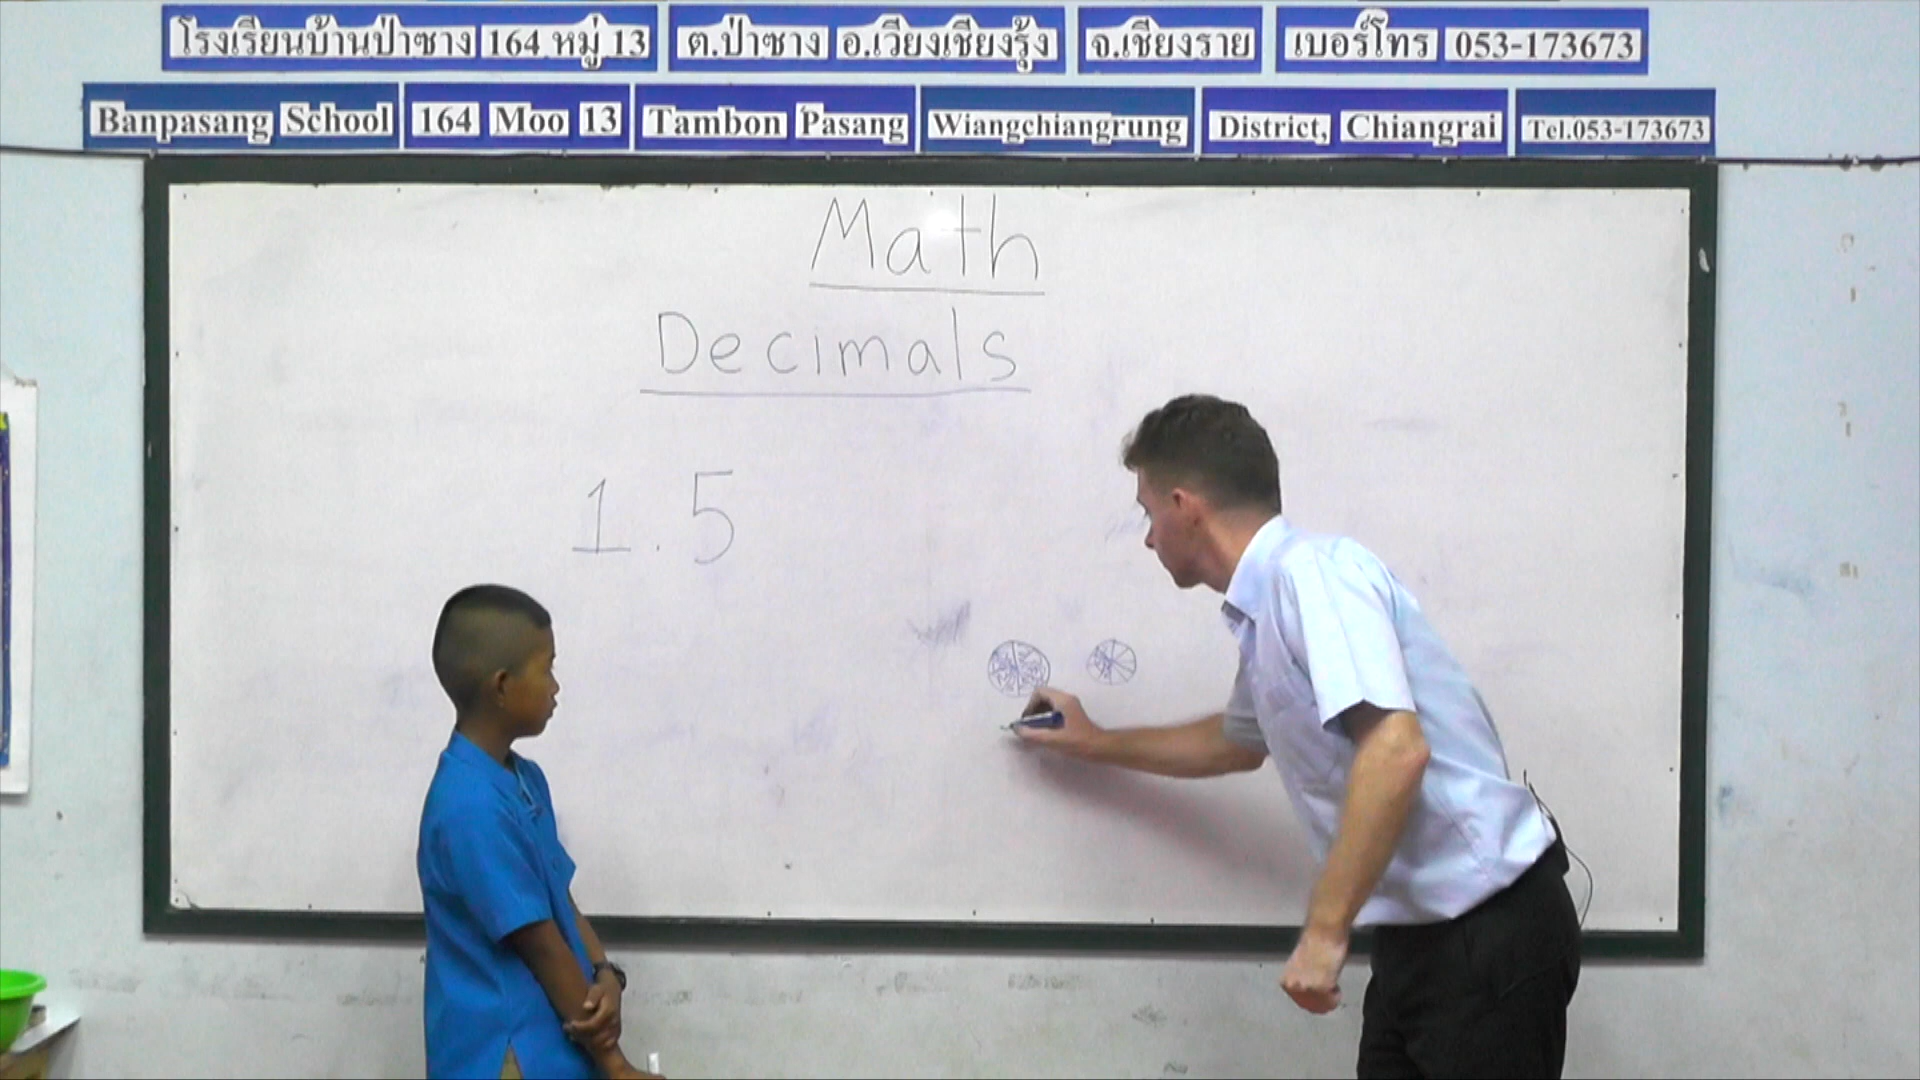 โรงเรียนบ้านป่าซาง 164 หมู่ 13 ต.ป่าซาง อ.เวียงเชียงรุ้ง จ.เชียงราย เบอร์โทร 053-173673
Banpasang School 164 Moo 13 Tambon Pasang Wiangchiangrung District, Chiangrai Tel.053-173673
Math
Decimals
1.5